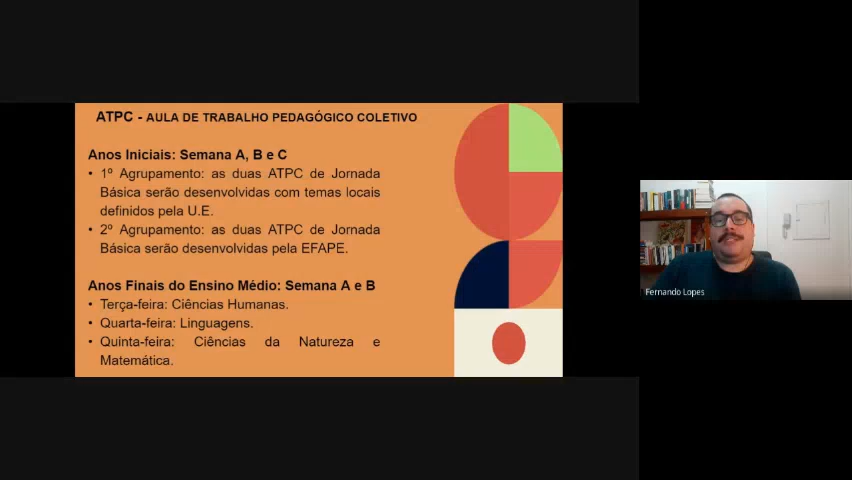 ATPC - AULA DE TRABALHO PEDAGÓGICO COLETIVO
Anos Iniciais: Semana A, B e C
• 1º Agrupamento: as duas ATPC de Jornada
Básica serão desenvolvidas com temas locais
definidos pela U.E.
• 2º Agrupamento: as duas ATPC de Jornada
Básica serão desenvolvidas pela EFAPE.
Anos Finais do Ensino Médio: Semana A e B
• Terça-feira: Ciências Humanas.
• Quarta-feira: Linguagens.
• Quinta-feira: Ciências da Natureza e
Matemática.
Fernando Lopes